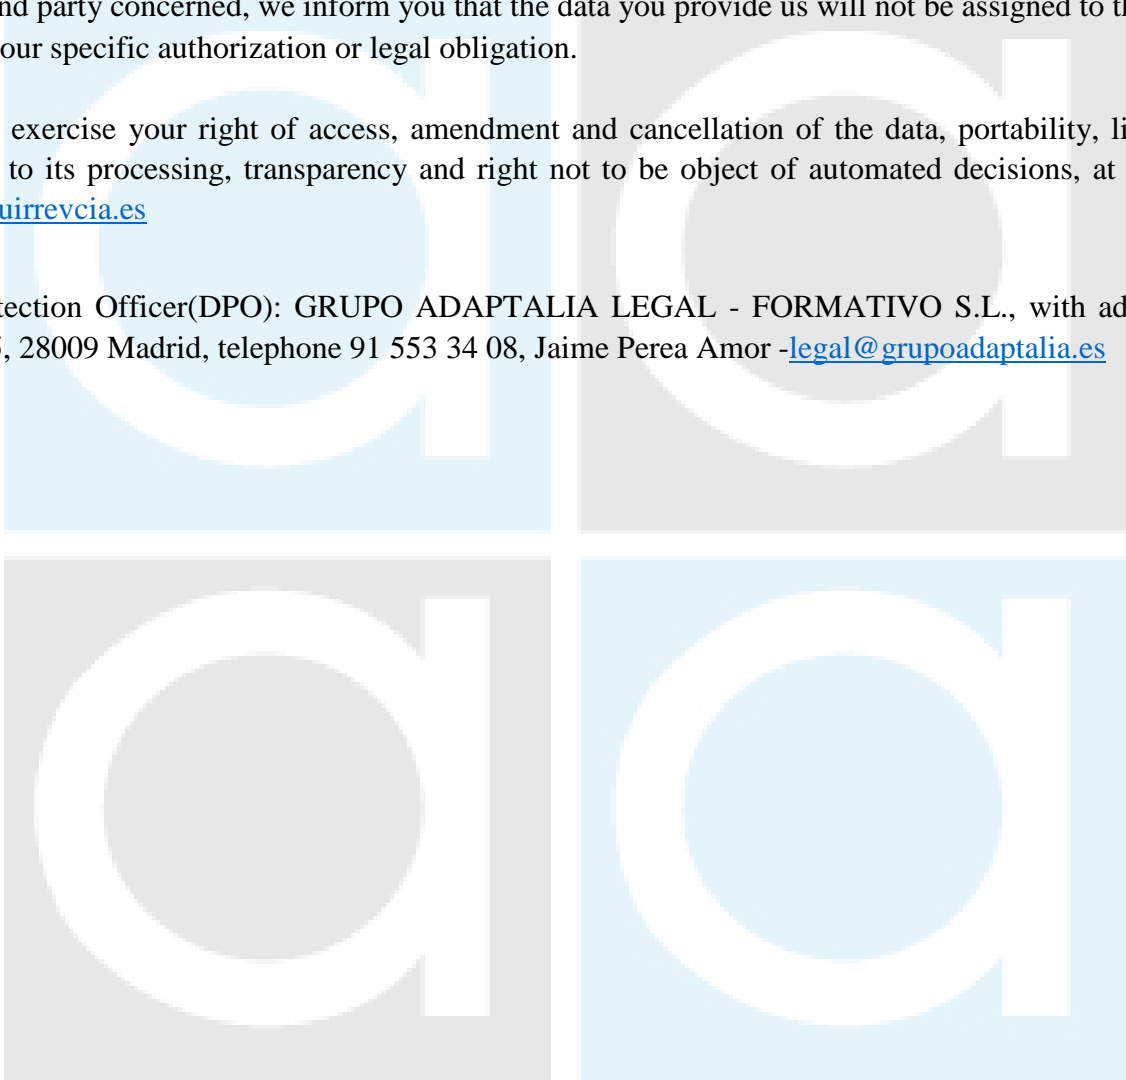 nd party concerned, we inform you that the data you provide us will not be assigned to th
our specific authorization or legal obligation.
exercise your right of access, amendment and cancellation of the data, portability, li
to its processing, transparency and right not to be object of automated decisions, at
uirrevcia.es
tection Officer(DPO): GRUPO ADAPTALIA LEGAL - FORMATIVO S.L., with ad
, 28009 Madrid, telephone 91 553 34 08, Jaime Perea Amor -legal@grupoadaptalia.es
a a
a a